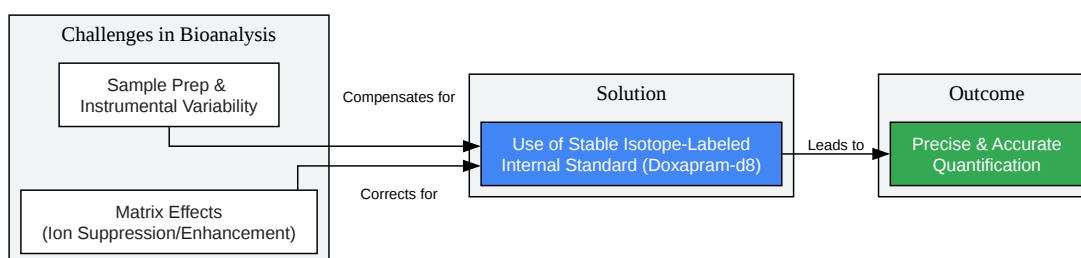 Challenges in Bioanalysis
Sample Prep &
Instrumental Variability
Matrix Effects
(Ion Suppression/Enhancement)
Compensates for
Corrects for
Solution
Use of Stable Isotope-Labeled
Internal Standard (Doxapram-d8)
Leads to
Outcome
Precise & Accurate
Quantification